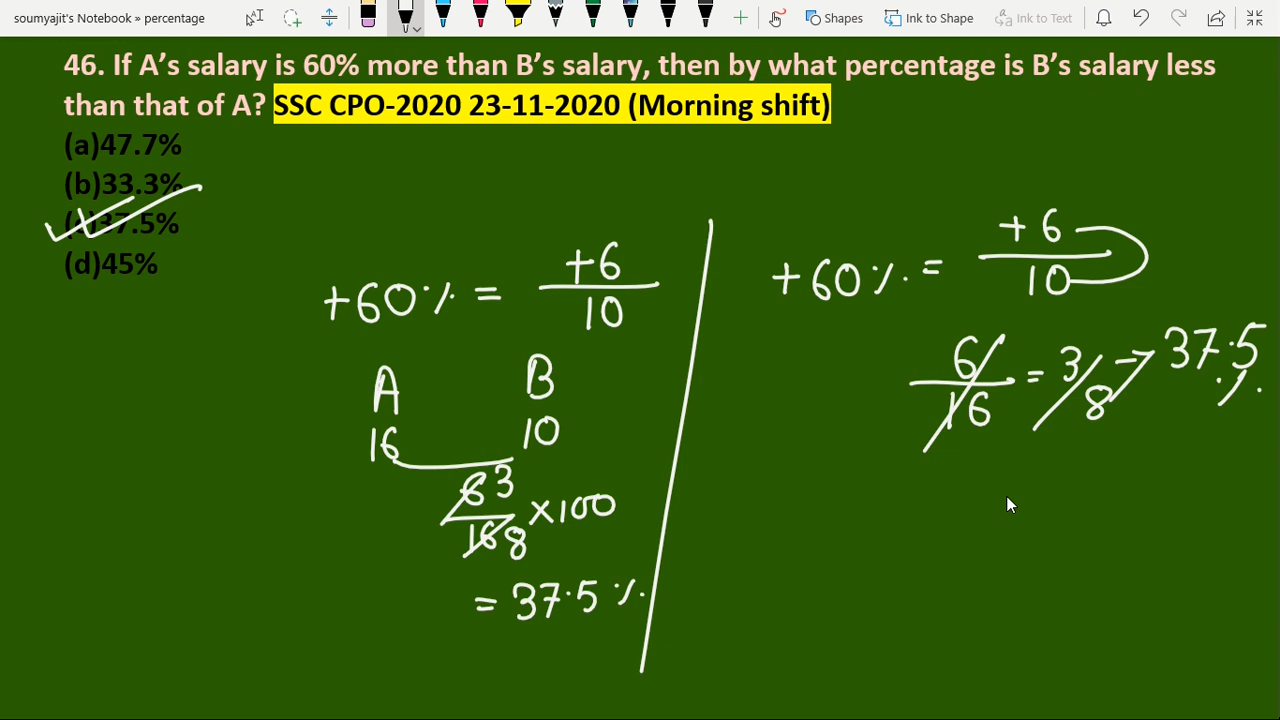 soumyajit's Notebook » percentage
Shapes
Ink to Shape
Ink to Text
46. If A’s salary is 60% more than B’s salary, then by what percentage is B’s salary less
than that of A? SSC CPO-2020 23-11-2020 (Morning shift)
(a)47.7%
(b)33.3%
(c)37.5%
(d)45%
+60% = +6/10
A B
16 10
6 3
16 8 ×100
= 37.5 %
+60% = +6/10
6/16 = 3/8 → 37.5%